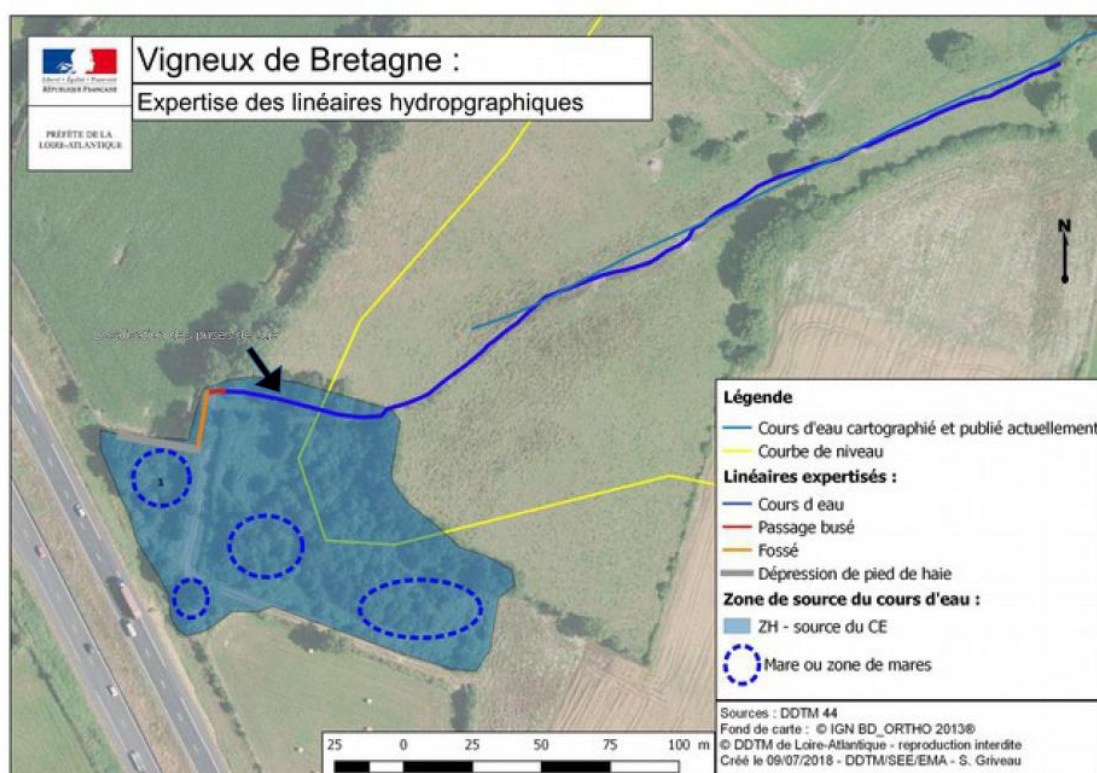 Vigneux de Bretagne :
Expertise des linéaires hydropgraphiques
Liberté • Égalité • Fraternité
RÉPUBLIQUE FRANÇAISE
PRÉFÈTE DE LA
LOIRE-ATLANTIQUE
N
des prises de vue
1
Légende
Cours d'eau cartographié et publié actuellement
Courbe de niveau
Linéaires expertisés :
Cours d eau
Passage busé
Fossé
Dépression de pied de haie
Zone de source du cours d'eau :
ZH - source du CE
Mare ou zone de mares
Sources : DDTM 44
Fond de carte : © IGN BD_ORTHO 2013®
© DDTM de Loire-Atlantique - reproduction interdite
Créé le 09/07/2018 - DDTM/SEE/EMA - S. Griveau
25 0 25 50 75 100 m